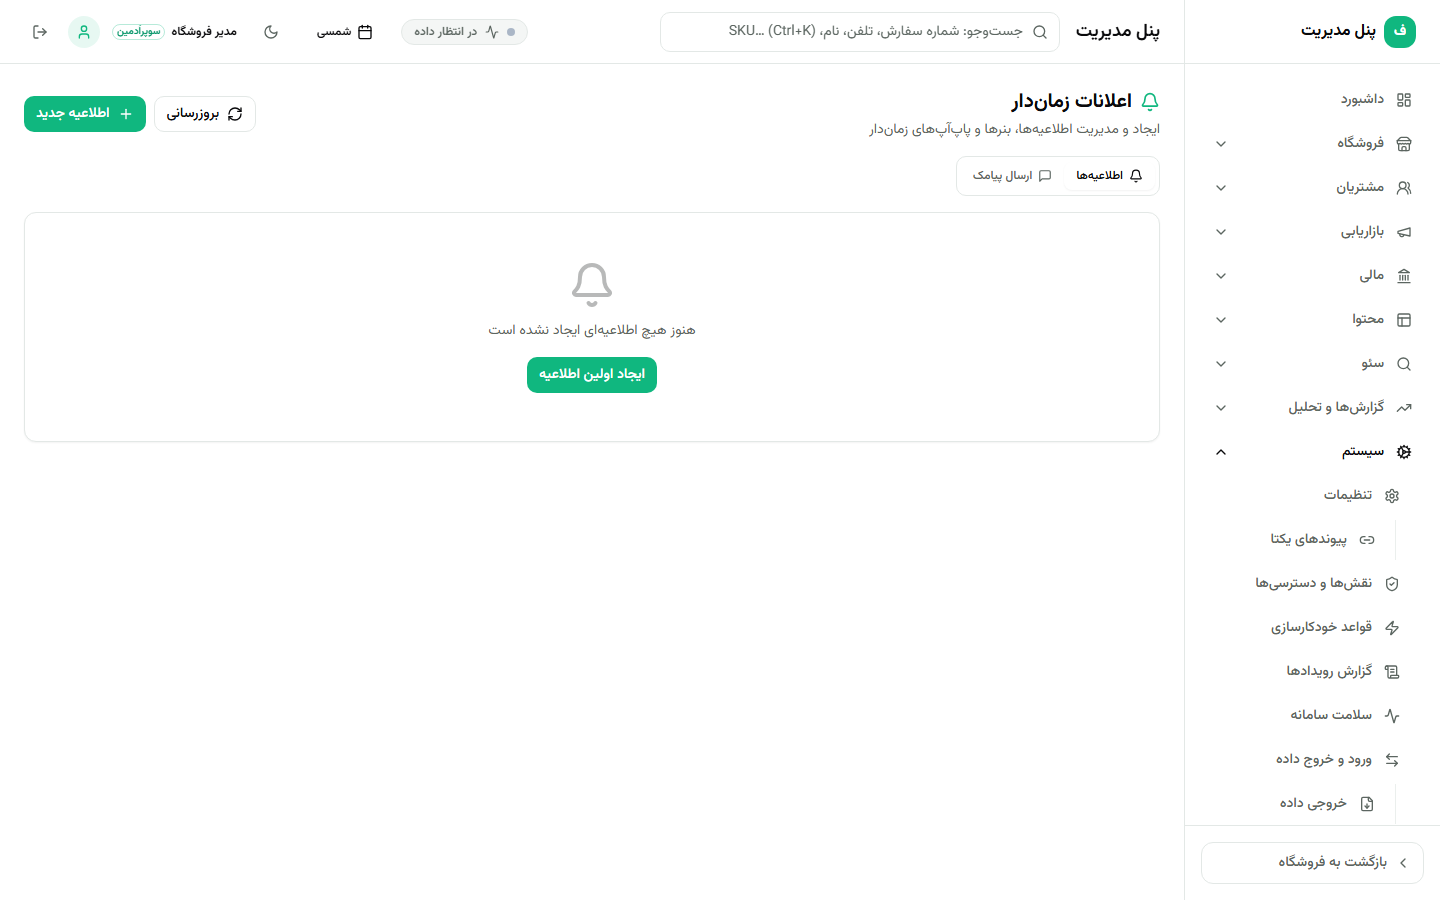 ف
پنل مدیریت
داشبورد
فروشگاه
مشتریان
بازاریابی
مالی
محتوا
سئو
گزارش‌ها و تحلیل
سیستم
تنظیمات
پیوندهای یکتا
نقش‌ها و دسترسی‌ها
قواعد خودکارسازی
گزارش رویدادها
سلامت سامانه
ورود و خروج داده
خروجی داده
بازگشت به فروشگاه
پنل مدیریت
جست‌وجو: شماره سفارش، تلفن، نام، SKU… (Ctrl+K)
در انتظار داده
شمسی
مدیر فروشگاه
سوپرأدمین
اعلانات زمان‌دار
ایجاد و مدیریت اطلاعیه‌ها، بنرها و پاپ‌آپ‌های زمان‌دار
بروزرسانی
اطلاعیه جدید
اطلاعیه‌ها
ارسال پیامک
هنوز هیچ اطلاعیه‌ای ایجاد نشده است
ایجاد اولین اطلاعیه